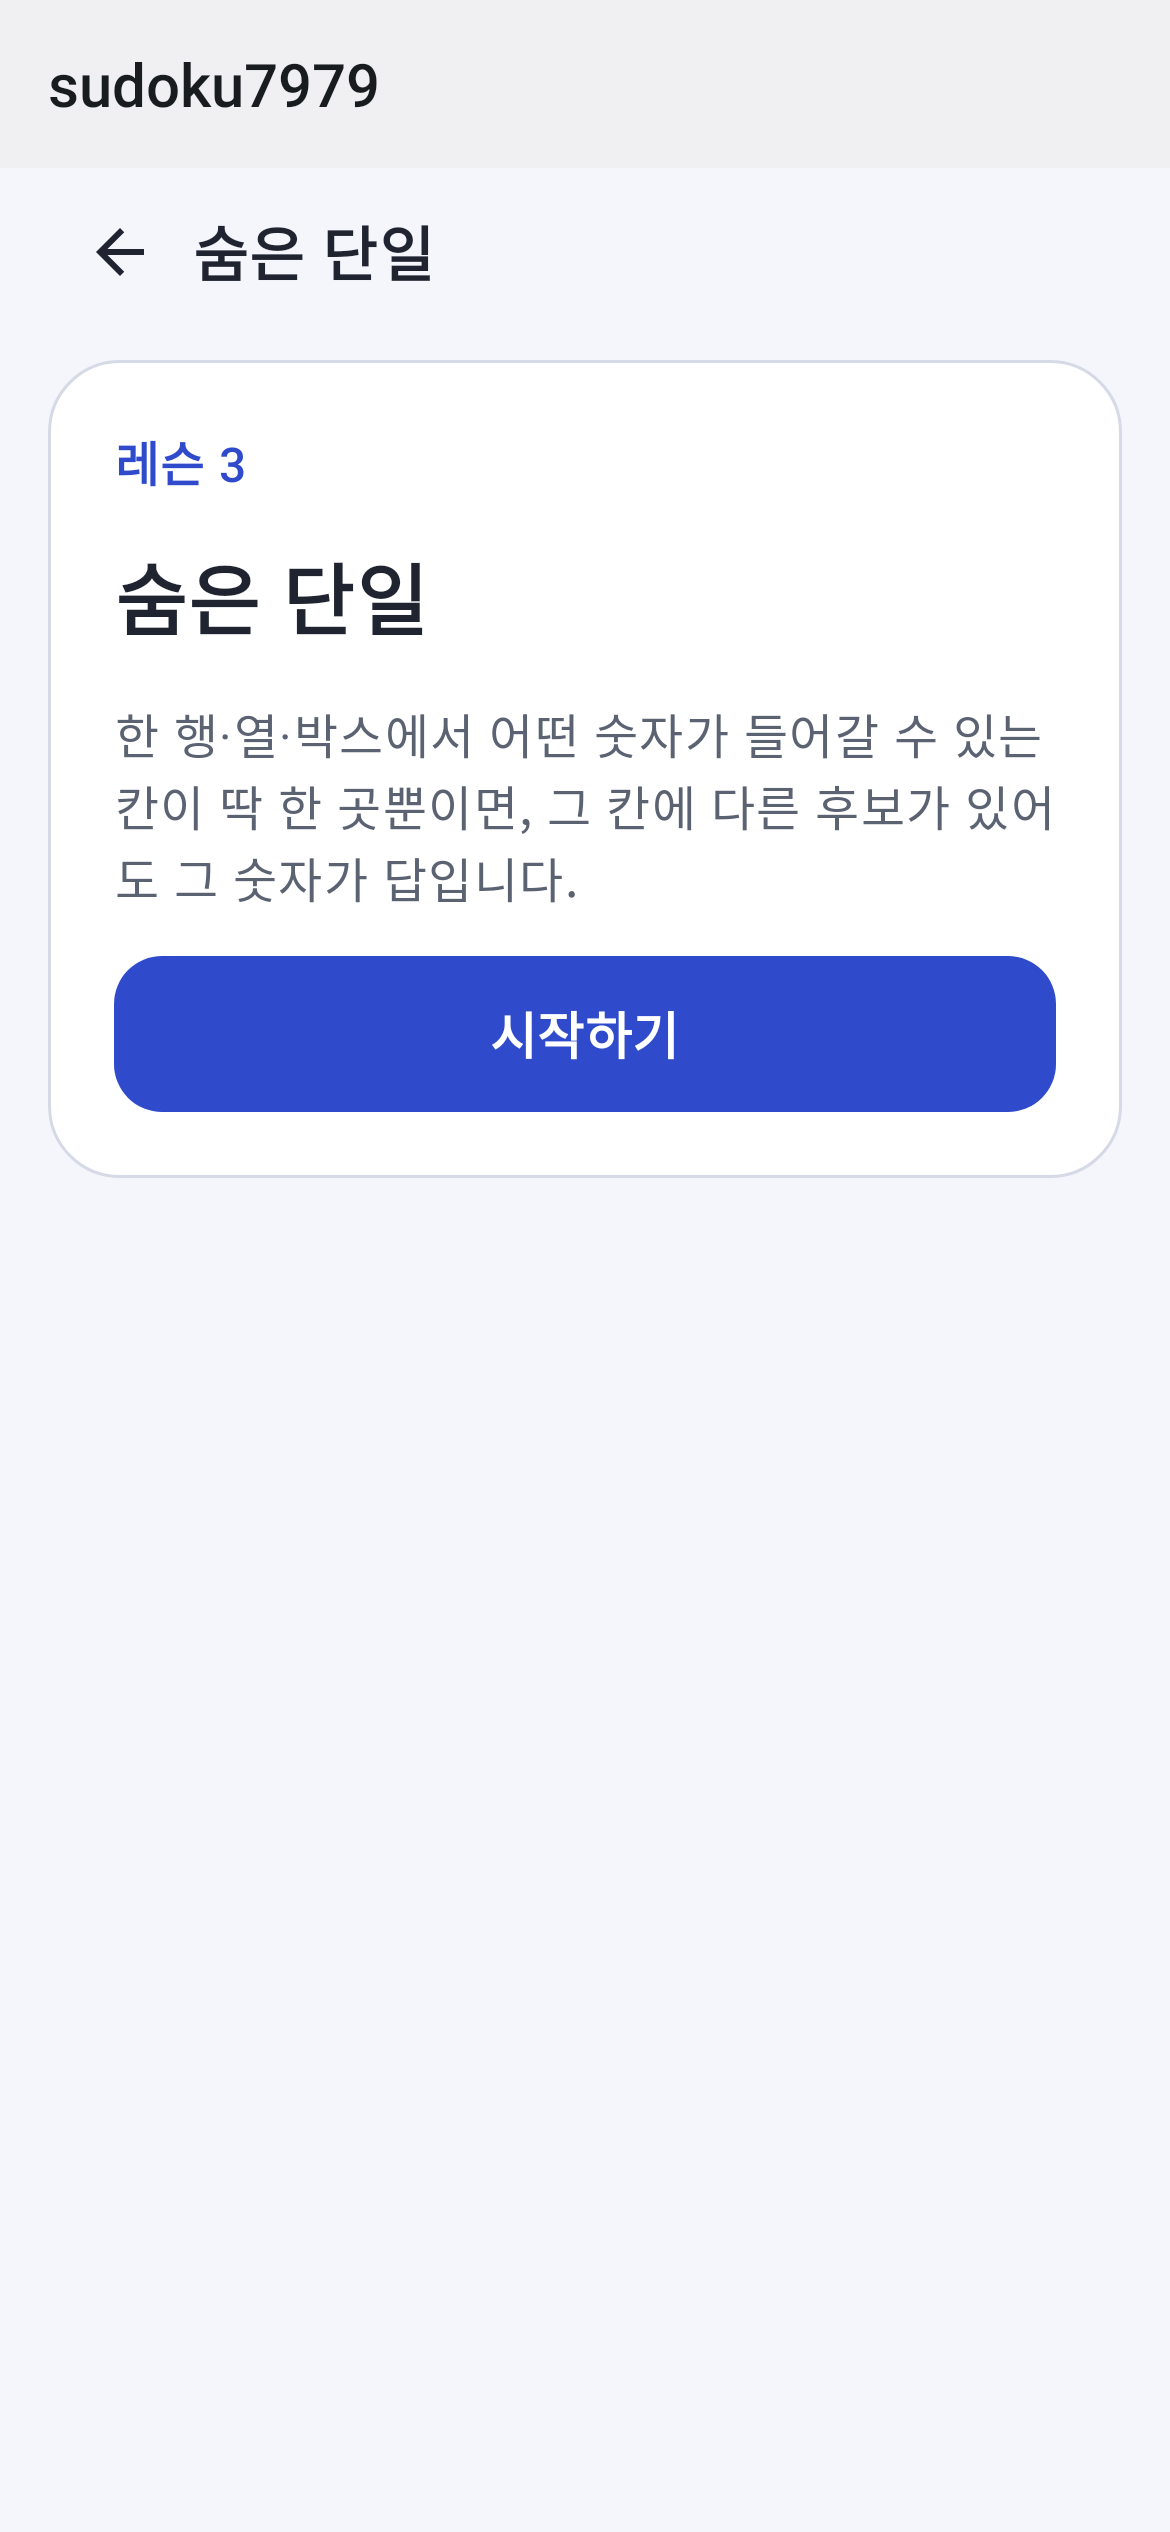 sudoku7979
숨은 단일
레슨 3
숨은 단일
한 행·열·박스에서 어떤 숫자가 들어갈 수 있는
칸이 딱 한 곳뿐이면, 그 칸에 다른 후보가 있어
도 그 숫자가 답입니다.
시작하기